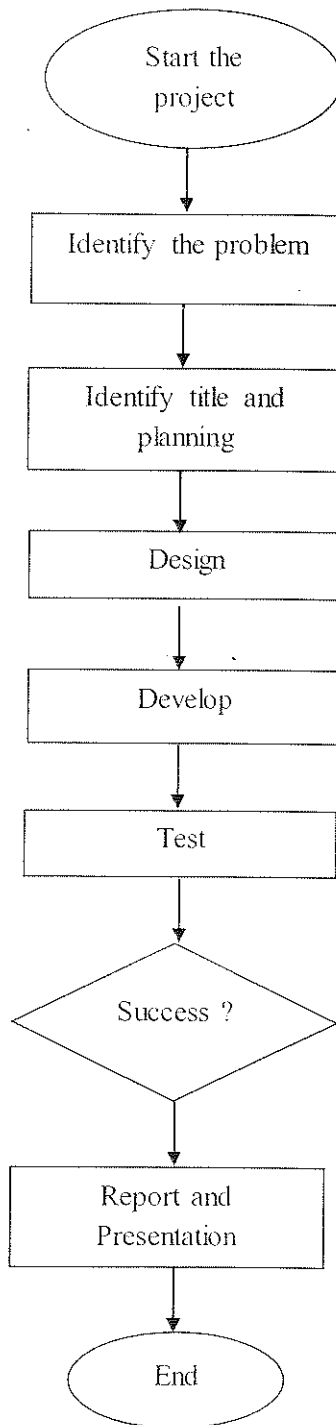 Start the
project
Identify the problem
Identify title and
planning
Design
Develop
Test
Success ?
Report and
Presentation
End